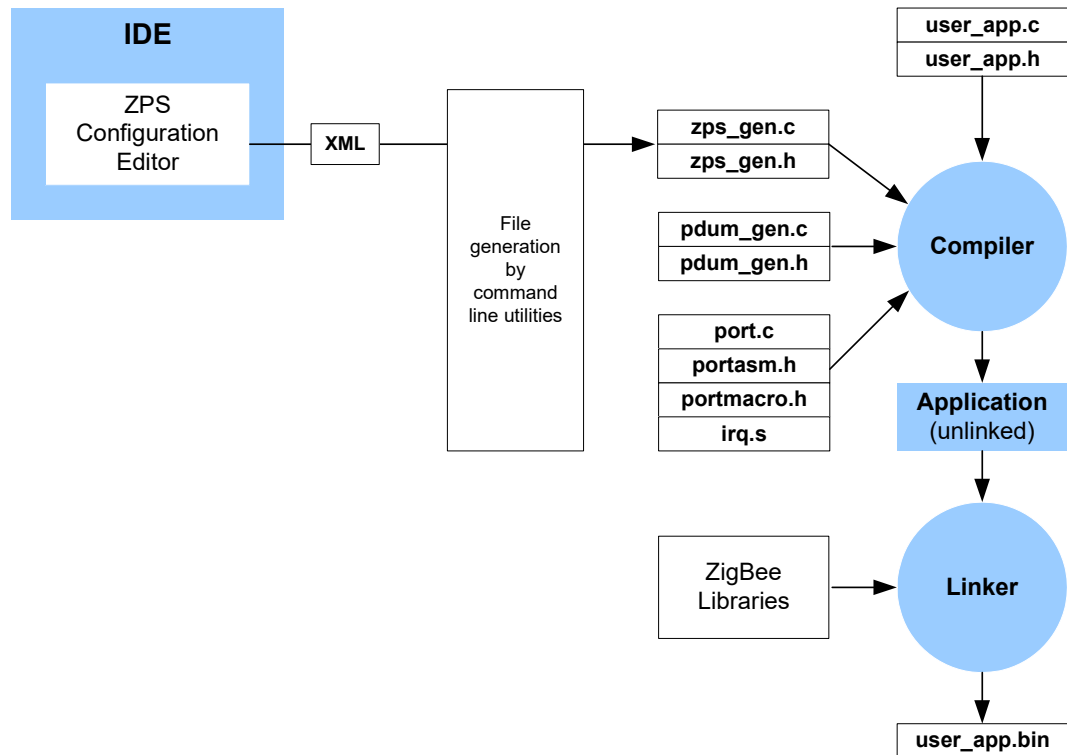 IDE
ZPS
Configuration
Editor
XML
File
generation
by
command
line utilities
zps_gen.c
zps_gen.h
pdum_gen.c
pdum_gen.h
port.c
portasm.h
portmacro.h
irq.s
user_app.c
user_app.h
Compiler
Application
(unlinked)
ZigBee
Libraries
Linker
user_app.bin